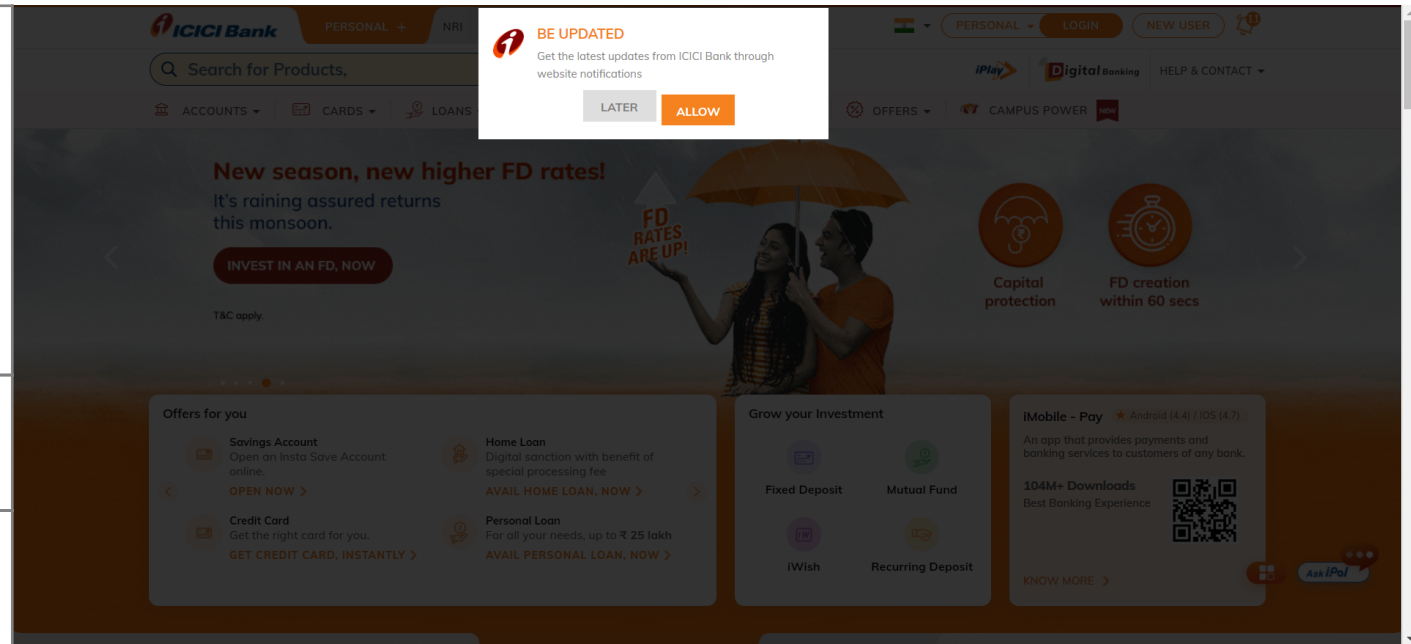 ICICI Bank
PERSONAL +
NRI
BE UPDATED
Get the latest updates from ICICI Bank through
website notifications
LATER
ALLOW
PERSONAL
LOGIN
NEW USER
11
Search for Products,
iPlay
Digital Banking
HELP & CONTACT
ACCOUNTS
CARDS
LOANS
OFFERS
CAMPUS POWER
NEW
New season, new higher FD rates!
It's raining assured returns
this monsoon.
INVEST IN AN FD, NOW
T&C apply.
FD
RATES
ARE UP!
Capital
protection
FD creation
within 60 secs
Offers for you
Savings Account
Open an Insta Save Account
online.
OPEN NOW >
Home Loan
Digital sanction with benefit of
special processing fee
AVAIL HOME LOAN, NOW >
Credit Card
Get the right card for you.
GET CREDIT CARD, INSTANTLY >
Personal Loan
For all your needs, up to ₹ 25 lakh
AVAIL PERSONAL LOAN, NOW >
Grow your Investment
Fixed Deposit
Mutual Fund
iWish
Recurring Deposit
iMobile - Pay
★ Android (4.4) / iOS (4.7)
An app that provides payments and
banking services to customers of any bank.
104M+ Downloads
Best Banking Experience
KNOW MORE >
Ask iPal